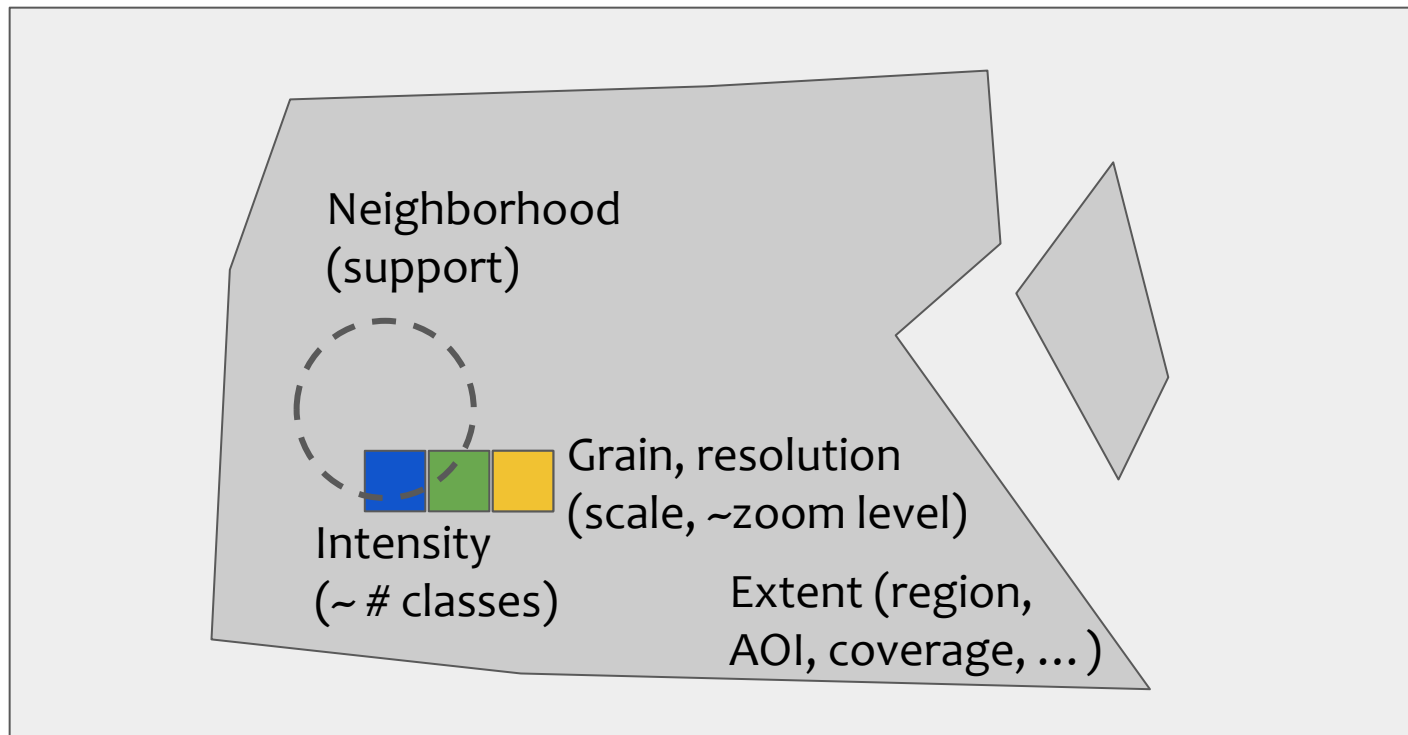 Neighborhood
(support)
Grain, resolution
(scale, ~zoom level)
Intensity
(~ # classes)
Extent (region,
AOI, coverage, ... )